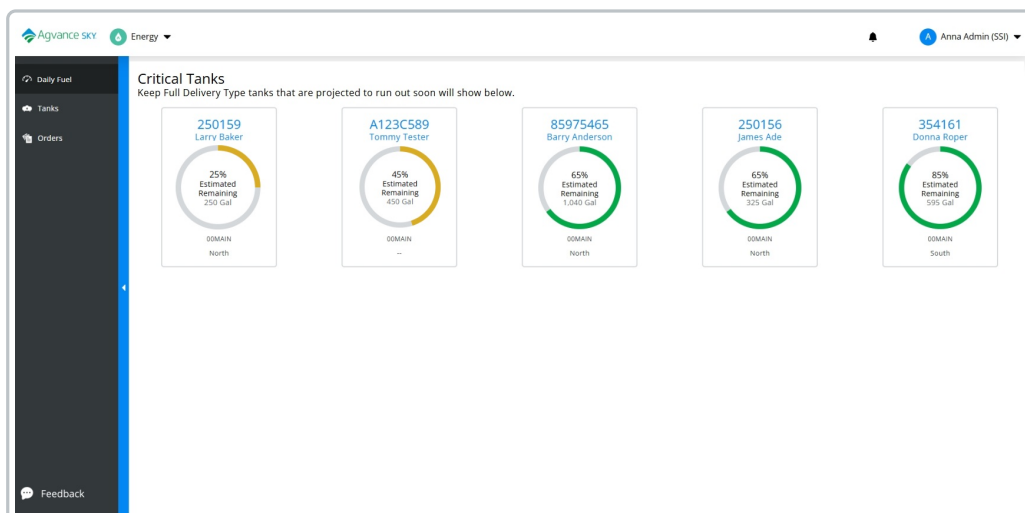 Agvance SKY
Energy
A
Anna Admin (SSI)
Daily Fuel
Tanks
Orders
Feedback
Critical Tanks
Keep Full Delivery Type tanks that are projected to run out soon will show below.
250159
Larry Baker
25%
Estimated
Remaining
250 Gal
00MAIN
North
A123C589
Tommy Tester
45%
Estimated
Remaining
450 Gal
00MAIN
--
85975465
Barry Anderson
65%
Estimated
Remaining
1,040 Gal
00MAIN
North
250156
James Ade
65%
Estimated
Remaining
325 Gal
00MAIN
North
354161
Donna Roper
85%
Estimated
Remaining
595 Gal
00MAIN
South